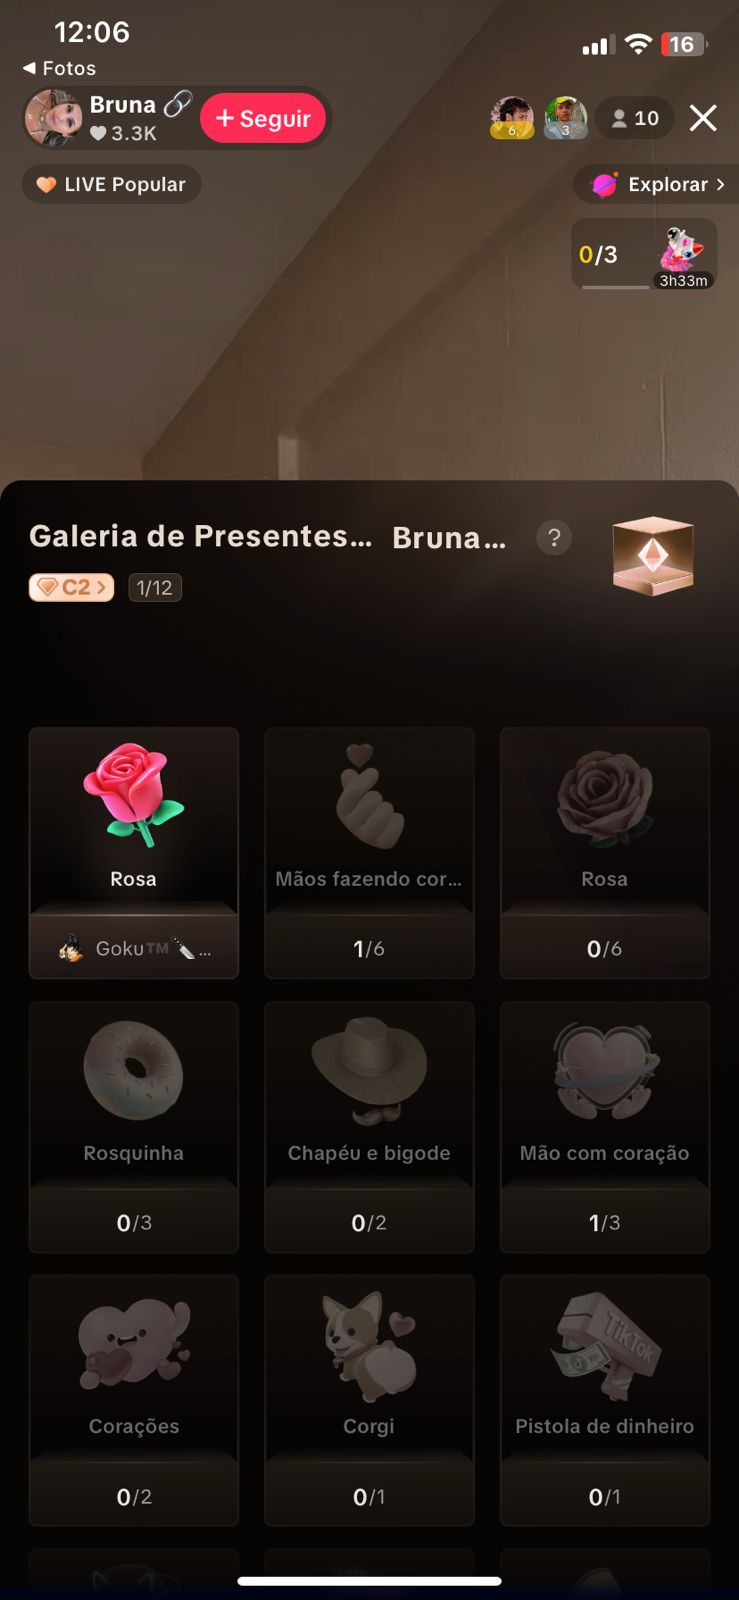 12:06
16
◀ Fotos
Bruna 🔗
3.3K
+ Seguir
6
3
10
LIVE Popular
Explorar >
0/3
3h33m
Galeria de Presentes... Bruna... ?
C2 >
1/12
Rosa
Mãos fazendo cor...
Rosa
Goku™🔪...
1/6
0/6
Rosquinha
Chapéu e bigode
Mão com coração
0/3
0/2
1/3
TikTok
Corações
Corgi
Pistola de dinheiro
0/2
0/1
0/1